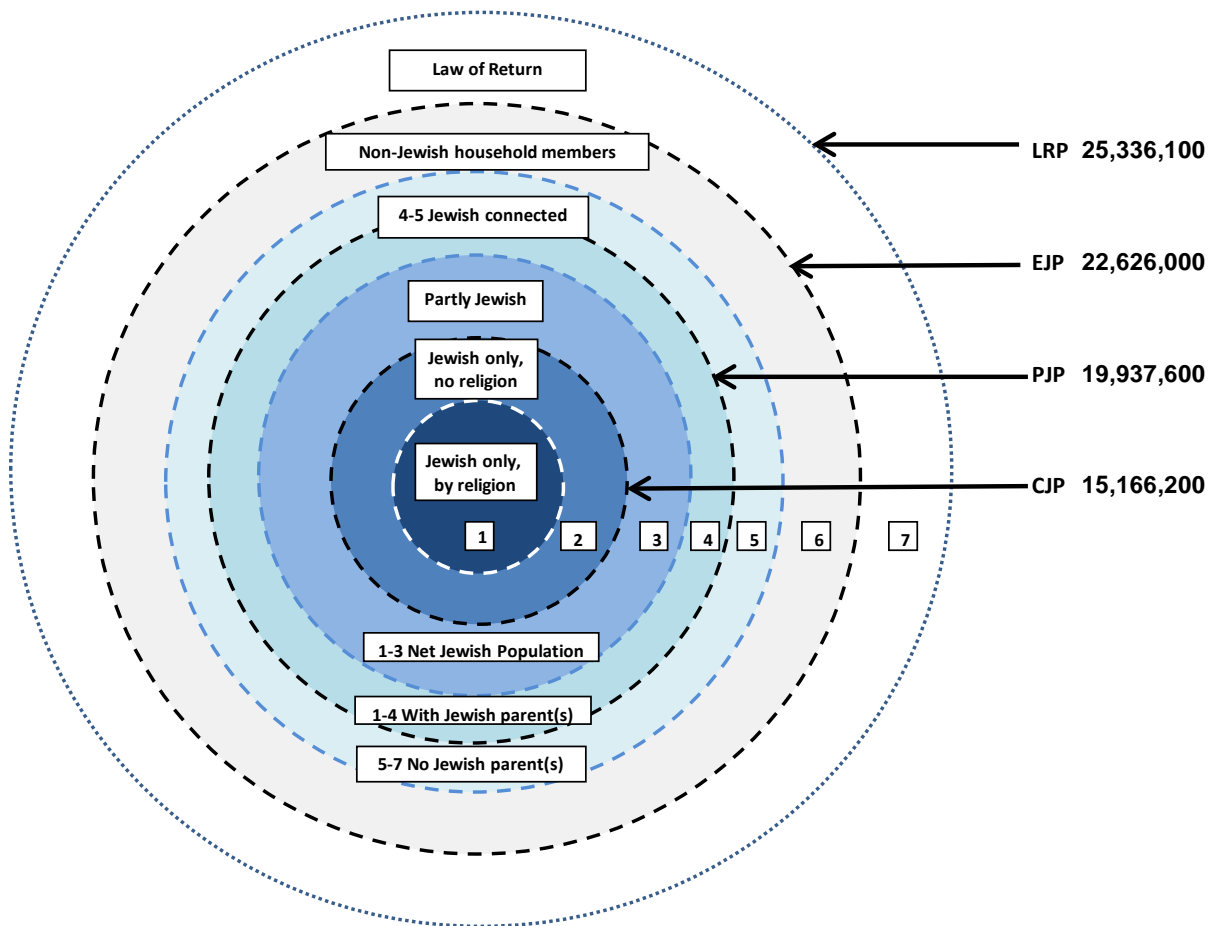 Law of Return
Non-Jewish household members
LRP 25,336,100
4-5 Jewish connected
EJP 22,626,000
Partly Jewish
Jewish only,
no religion
PJP 19,937,600
Jewish only,
by religion
CJP 15,166,200
1
2
3
4
5
6
7
1-3 Net Jewish Population
1-4 With Jewish parent(s)
5-7 No Jewish parent(s)